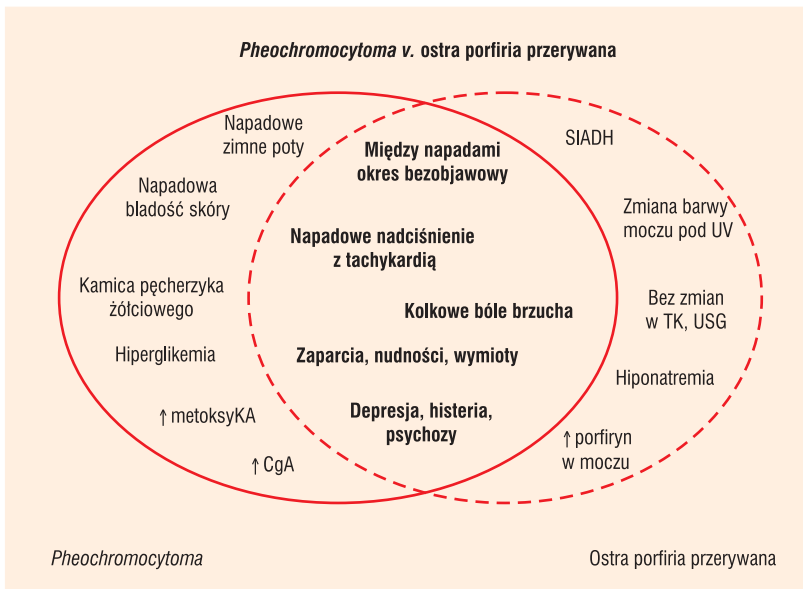 Pheochromocytoma v. ostra porfiria przerywana
Napadowe
zimne poty
Napadowa
bladość skóry
Kamica pęcherzyka
żółciowego
Hiperglikemia
↑ metoksyKA
↑ CgA
Między napadami
okres bezobjawowy
Napadowe nadciśnienie
z tachykardią
Kolkowe bóle brzucha
Zaparcia, nudności, wymioty
Depresja, histeria,
psychozy
SIADH
Zmiana barwy
moczu pod UV
Bez zmian
w TK, USG
Hiponatremia
↑ porfiryn
w moczu
Pheochromocytoma
Ostra porfiria przerywana